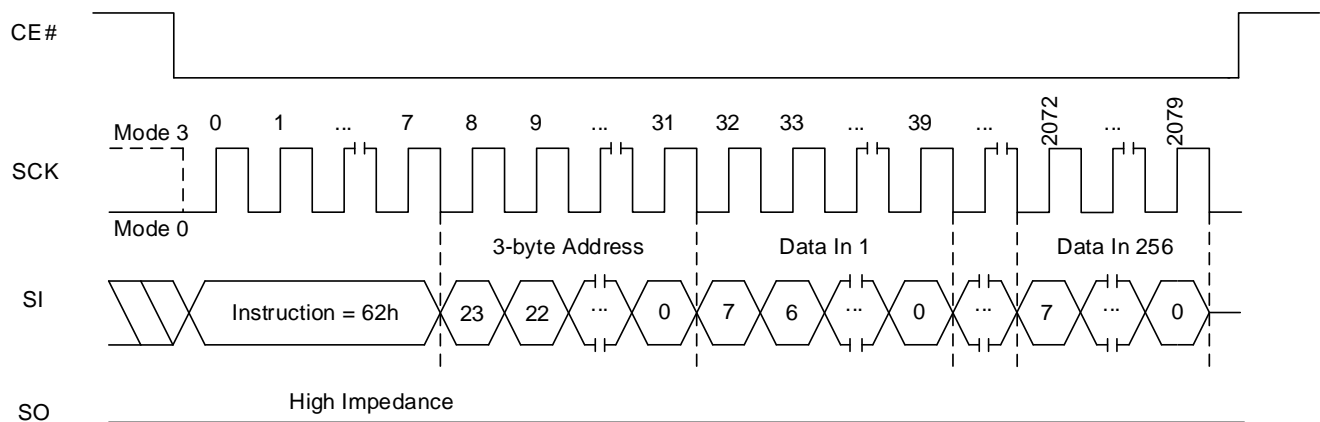 CE#
0 1 ... 7 8 9 ... 31 32 33 ... 39 ... 2072 ... 2079
Mode 3
SCK
Mode 0
3-byte Address Data In 1 Data In 256
SI Instruction = 62h 23 22 ... 0 7 6 ... 0 ... 7 ... 0
High Impedance
SO